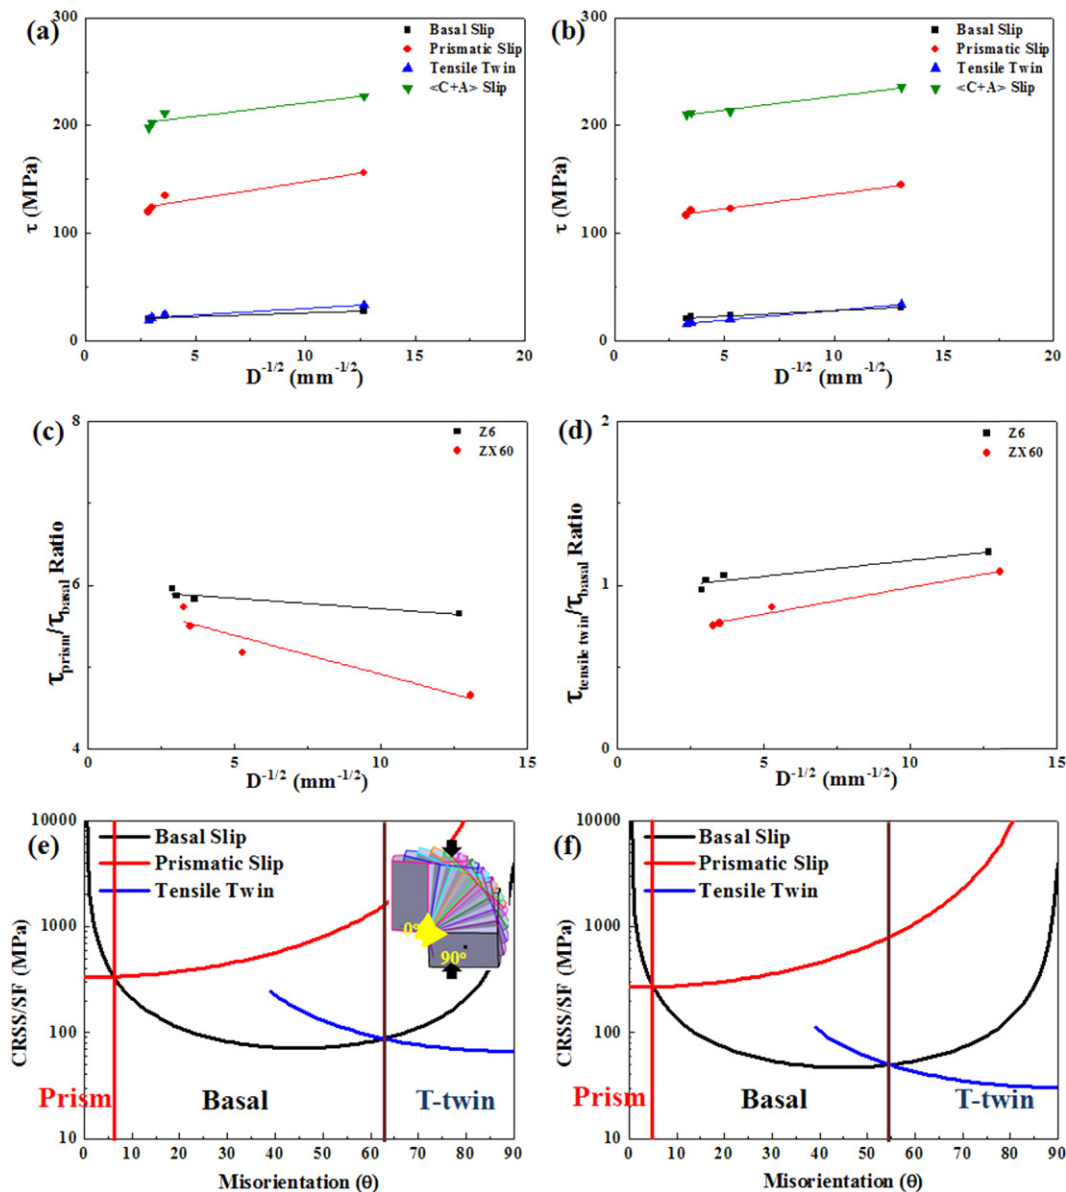 (a)
300
200
100
0
τ (MPa)
Basal Slip
Prismatic Slip
Tensile Twin
<C+A> Slip
0 5 10 15 20
D-1/2 (mm-1/2)
(b)
300
200
100
0
τ (MPa)
Basal Slip
Prismatic Slip
Tensile Twin
<C+A> Slip
0 5 10 15 20
D-1/2 (mm-1/2)
(c)
8
6
4
τprism/τbasal Ratio
Z6
ZX60
0 5 10 15
D-1/2 (mm-1/2)
(d)
2
1
0
τtensile twin/τbasal Ratio
Z6
ZX60
0 5 10 15
D-1/2 (mm-1/2)
(e)
10000
1000
100
10
CRSS/SF (MPa)
Basal Slip
Prismatic Slip
Tensile Twin
0°
90°
Prism
Basal
T-twin
0 10 20 30 40 50 60 70 80 90
Misorientation (θ)
(f)
10000
1000
100
10
CRSS/SF (MPa)
Basal Slip
Prismatic Slip
Tensile Twin
Prism
Basal
T-twin
0 10 20 30 40 50 60 70 80 90
Misorientation (θ)